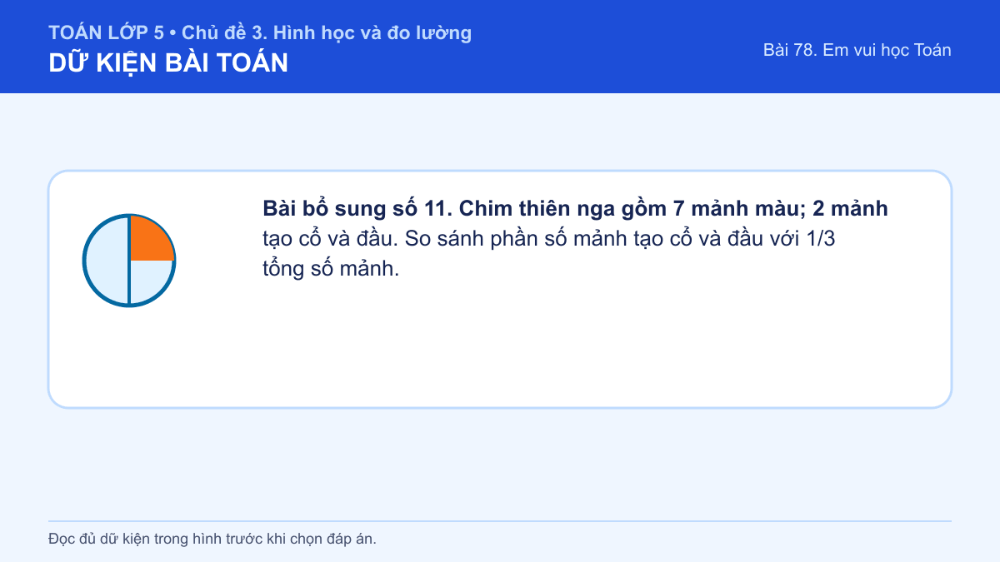 TOÁN LỚP 5 • Chủ đề 3. Hình học và đo lường
DỮ KIỆN BÀI TOÁN
Bài 78. Em vui học Toán
Bài bổ sung số 11. Chim thiên nga gồm 7 mảnh màu; 2 mảnh
tạo cổ và đầu. So sánh phần số mảnh tạo cổ và đầu với 1/3
tổng số mảnh.
Đọc đủ dữ kiện trong hình trước khi chọn đáp án.